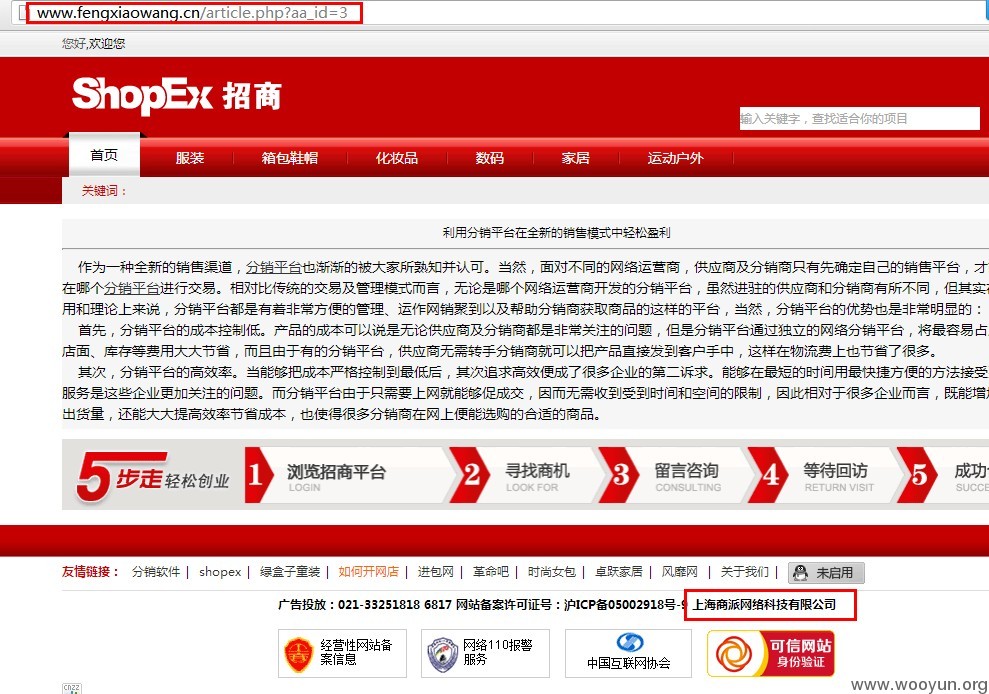 www.fengxiaowang.cn/article.php?aa_id=3
您好,欢迎您
ShopEx 招商
输入关键字，查找适合你的项目
首页 服装 箱包鞋帽 化妆品 数码 家居 运动户外
关键词：
利用分销平台在全新的销售模式中轻松盈利
作为一种全新的销售渠道，分销平台也渐渐的被大家所熟知并认可。当然，面对不同的网络运营商，供应商及分销商只有先确定自己的销售平台，才
在哪个分销平台进行交易。相对比传统的交易及管理模式而言，无论是哪个网络运营商开发的分销平台，虽然进驻的供应商和分销商有所不同，但其实在
用和理论上来说，分销平台都是有着非常方便的管理、运作网销聚到以及帮助分销商获取商品的这样的平台，当然，分销平台的优势也是非常明显的：
首先，分销平台的成本控制低。产品的成本可以说是无论供应商及分销商都是非常关注的问题，但是分销平台通过独立的网络分销平台，将最容易占
店面、库存等费用大大节省，而且由于有的分销平台，供应商无需转手分销商就可以把产品直接发到客户手中，这样在物流费上也节省了很多。
其次，分销平台的高效率。当能够把成本严格控制到最低后，其次追求高效便成了很多企业的第二诉求。能够在最短的时间用最快捷方便的方法接受
服务是这些企业更加关注的问题。而分销平台由于只需要上网就能够促成交，因而无需收到受到时间和空间的限制，因此相对于很多企业而言，既能增加
出货量，还能大大提高效率节省成本，也使得很多分销商在网上便能选购的合适的商品。
5步走 轻松创业
1 浏览招商平台 LOGIN
2 寻找商机 LOOK FOR
3 留言咨询 CONSULTING
4 等待回访 RETURN VISIT
5 成功 SUCCE
友情链接： 分销软件 | shopex | 绿盒子童装 | 如何开网店 | 进包网 | 革命吧 | 时尚女包 | 卓跃家居 | 风靡网 | 关于我们 | 未启用
广告投放：021-33251818 6817 网站备案许可证号：沪ICP备05002918号-9 上海商派网络科技有限公司
经营性网站备案信息
网络110报警服务
中国互联网协会
可信网站 身份验证
CNZZ
www.wooyun.org